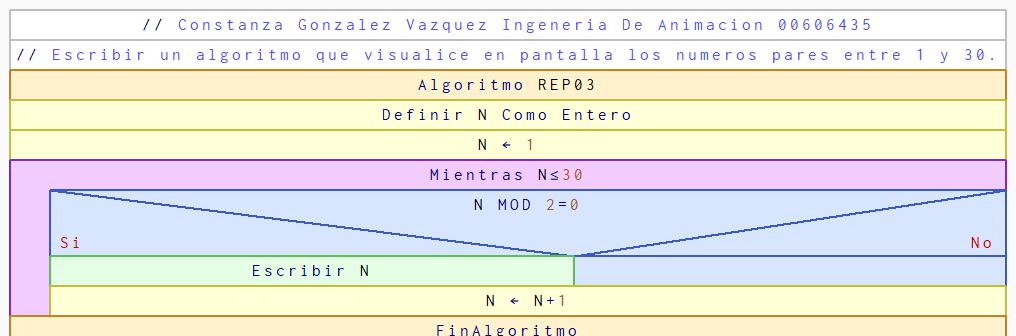 // Constanza Gonzalez Vazquez Ingeneria De Animacion 00606435
// Escribir un algoritmo que visualice en pantalla los numeros pares entre 1 y 30.
Algoritmo REP03
Definir N Como Entero
N ← 1
Mientras N≤30
N MOD 2=0
Si No
Escribir N
N ← N+1
FinAlgoritmo